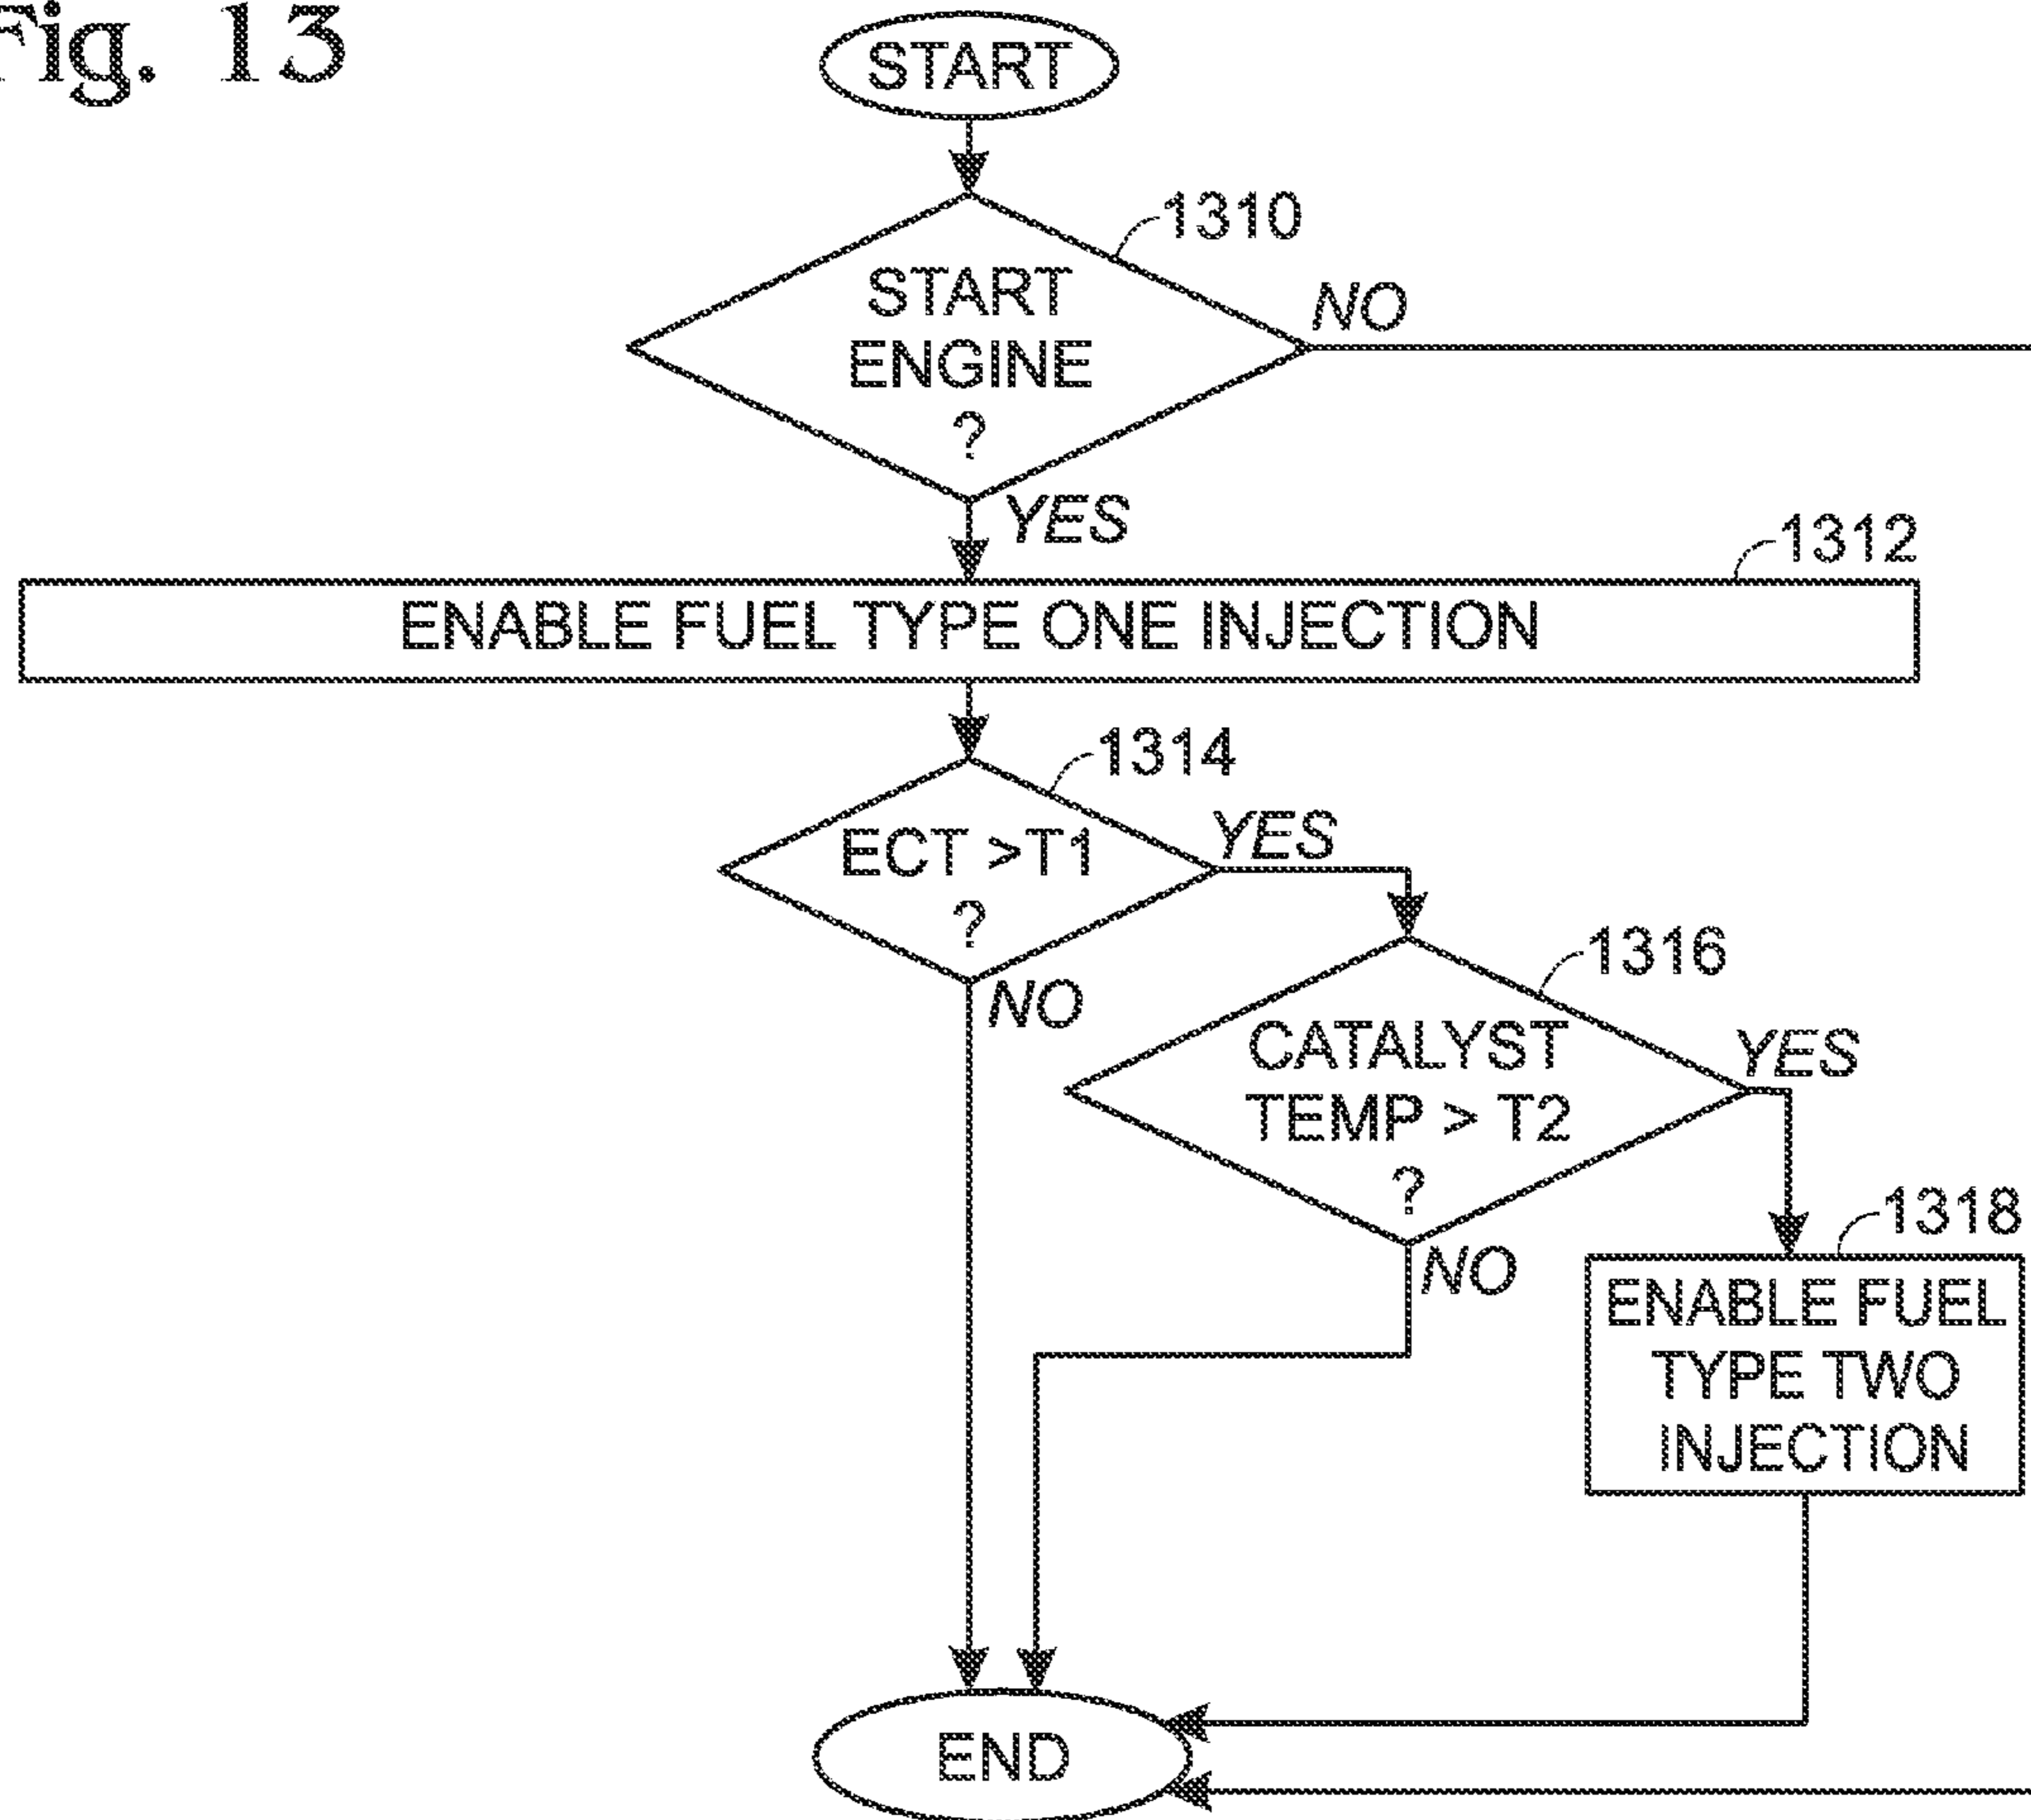 Fig. 13
START
1310
START
ENGINE
?
NO
YES
1312
ENABLE FUEL TYPE ONE INJECTION
1314
ECT >T1
?
YES
NO
1316
CATALYST
TEMP > T2
?
YES
NO
1318
ENABLE FUEL
TYPE TWO
INJECTION
END